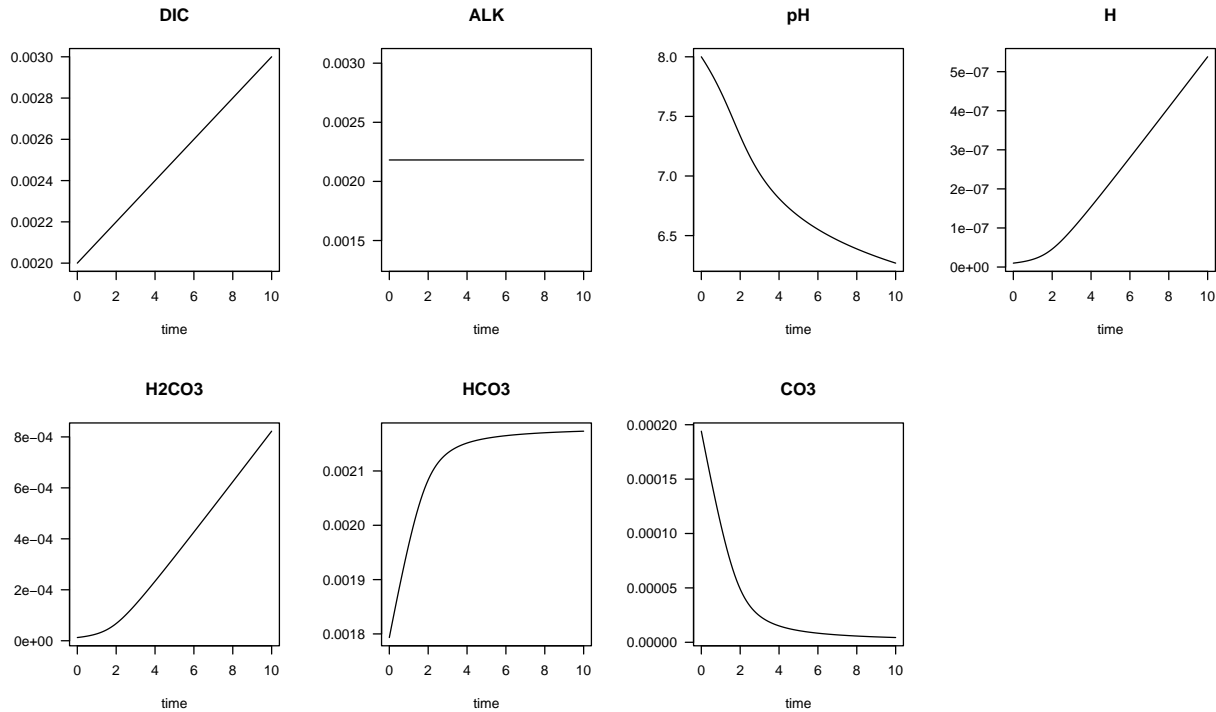 DIC
0.0030
0.0028
0.0026
0.0024
0.0022
0.0020
0 2 4 6 8 10
time
ALK
0.0030
0.0025
0.0020
0.0015
0 2 4 6 8 10
time
pH
8.0
7.5
7.0
6.5
0 2 4 6 8 10
time
H
5e−07
4e−07
3e−07
2e−07
1e−07
0e+00
0 2 4 6 8 10
time
H2CO3
8e−04
6e−04
4e−04
2e−04
0e+00
0 2 4 6 8 10
time
HCO3
0.0021
0.0020
0.0019
0.0018
0 2 4 6 8 10
time
CO3
0.00020
0.00015
0.00010
0.00005
0.00000
0 2 4 6 8 10
time